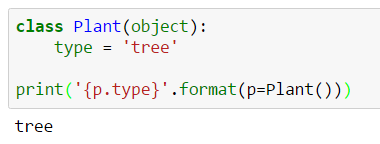 class Plant(object):
    type = 'tree'
print('{p.type}'.format(p=Plant()))
tree